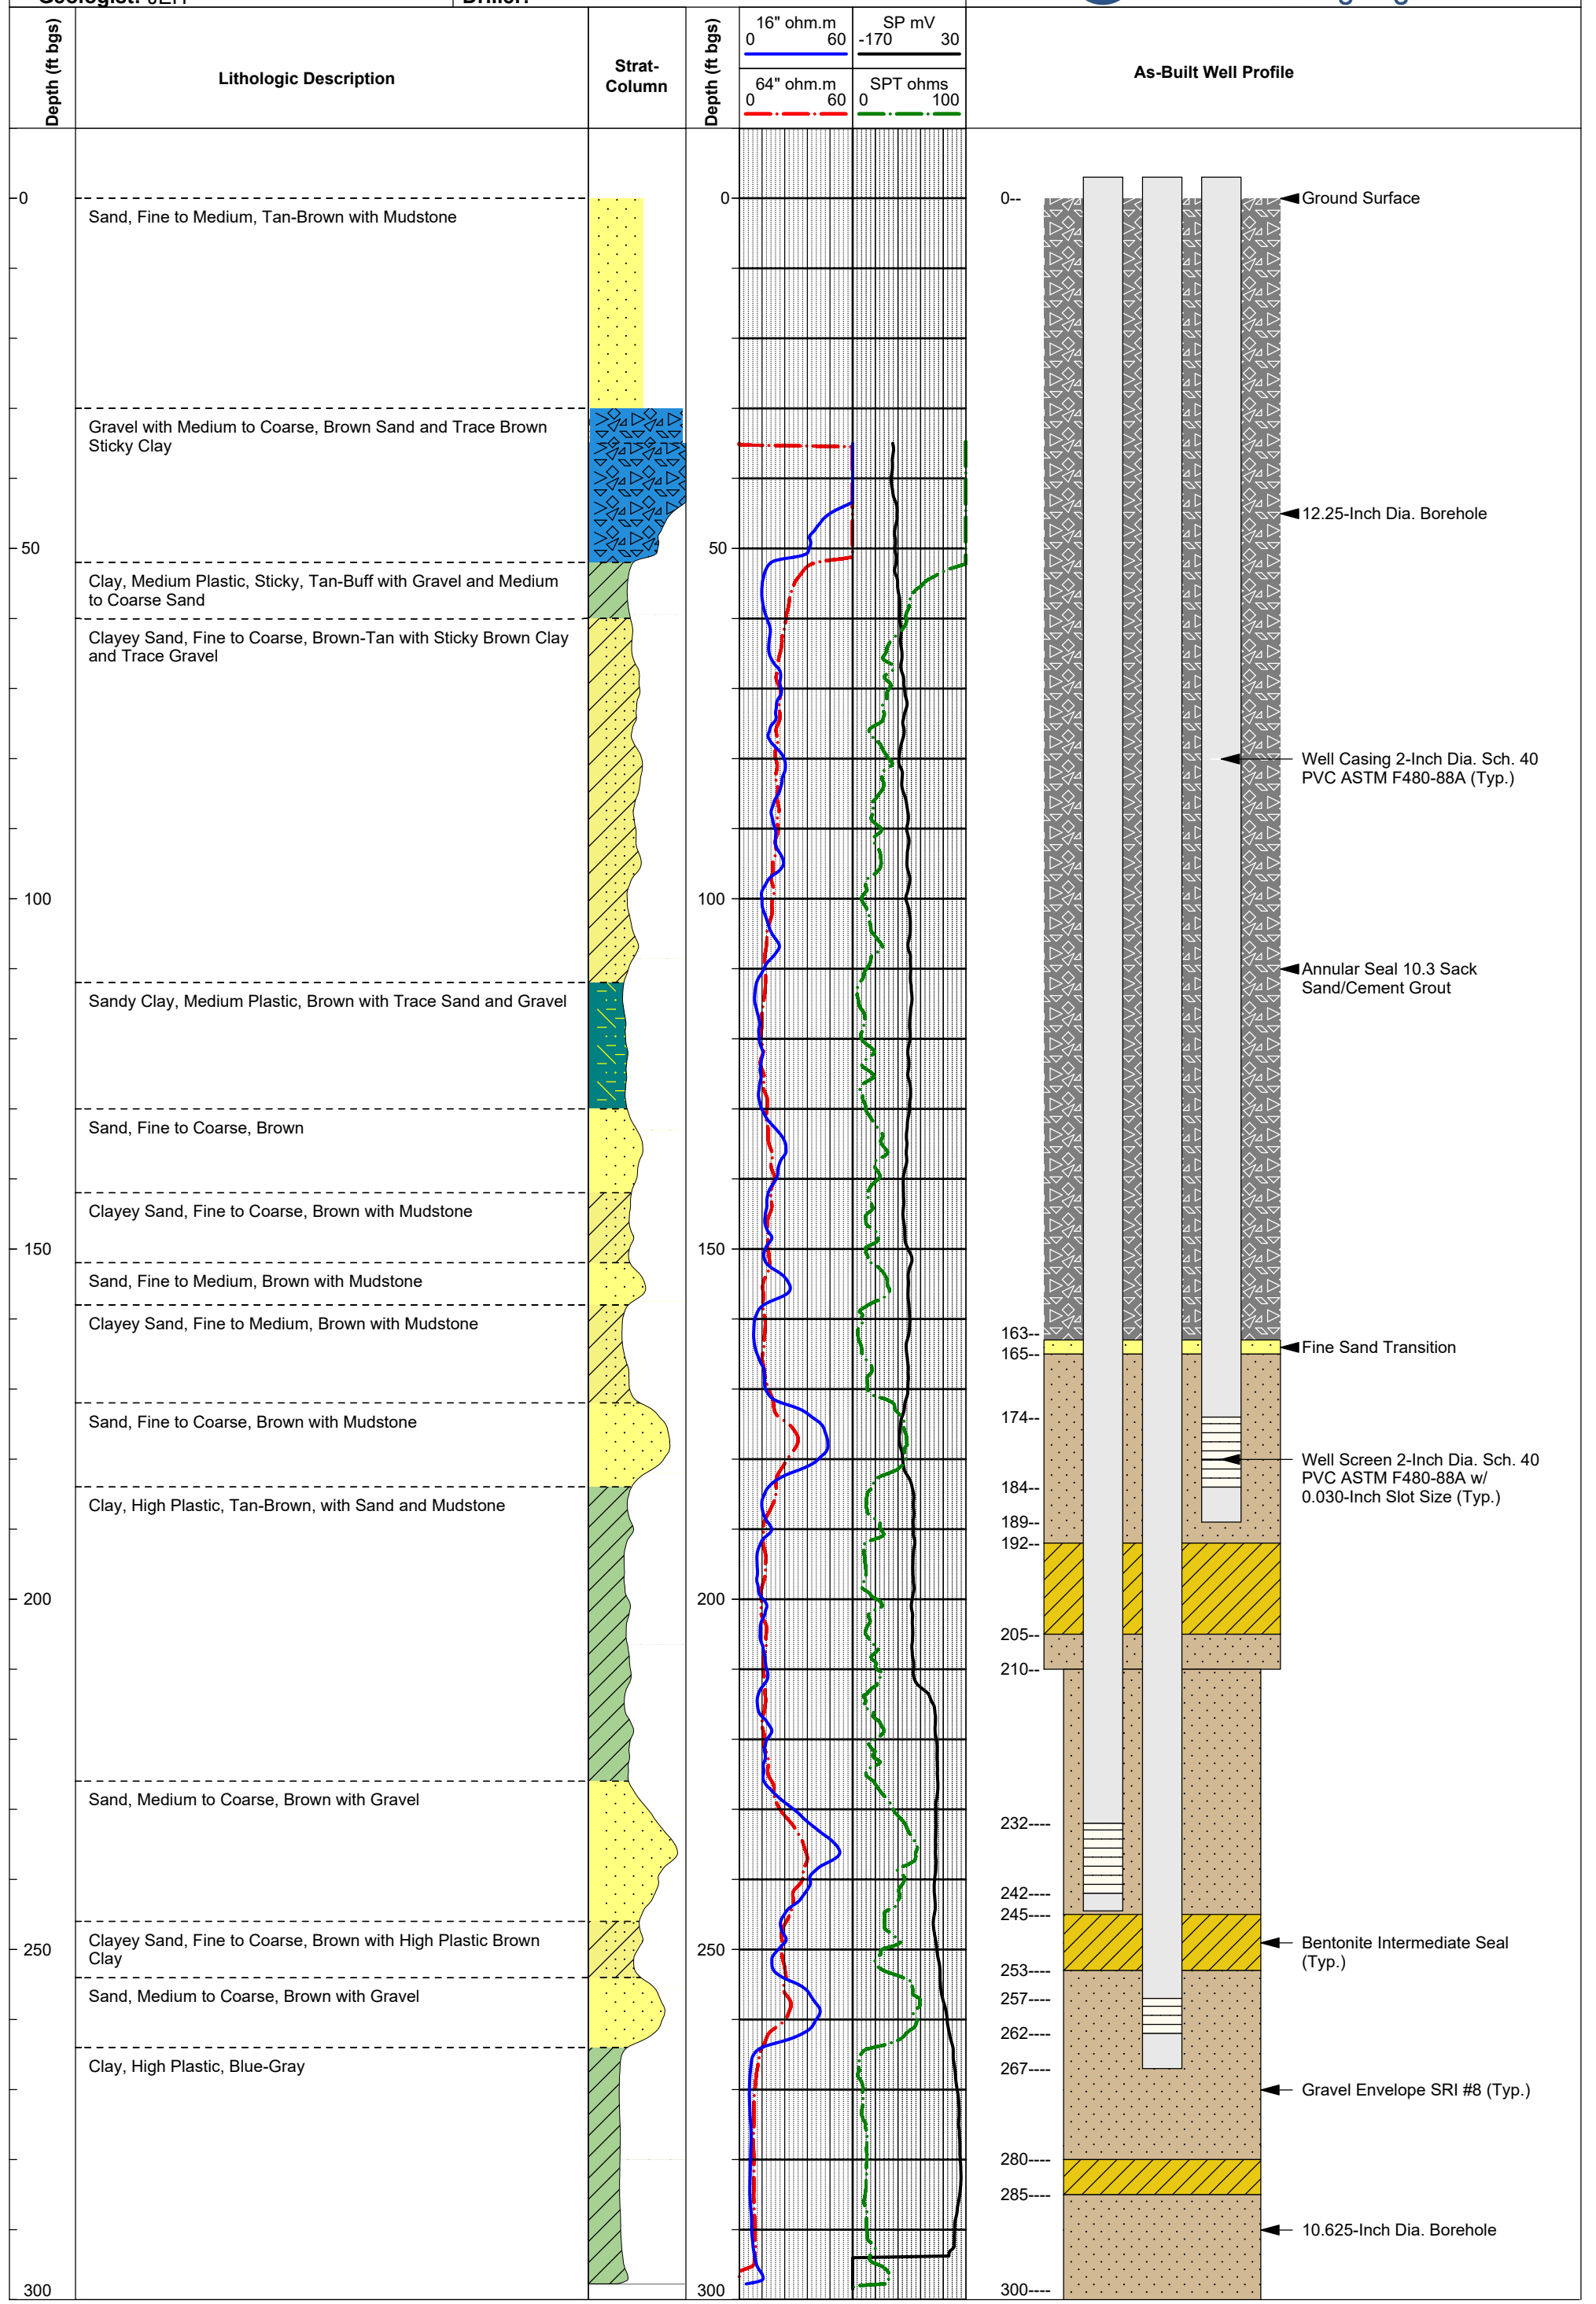 Depth (ft bgs)
Lithologic Description
Strat-
Column
Depth (ft bgs)
16" ohm.m
0 60
64" ohm.m
0 60
SP mV
-170 30
SPT ohms
0 100
As-Built Well Profile
0
50
100
150
200
250
300
Sand, Fine to Medium, Tan-Brown with Mudstone
Gravel with Medium to Coarse, Brown Sand and Trace Brown
Sticky Clay
Clay, Medium Plastic, Sticky, Tan-Buff with Gravel and Medium
to Coarse Sand
Clayey Sand, Fine to Coarse, Brown-Tan with Sticky Brown Clay
and Trace Gravel
Sandy Clay, Medium Plastic, Brown with Trace Sand and Gravel
Sand, Fine to Coarse, Brown
Clayey Sand, Fine to Coarse, Brown with Mudstone
Sand, Fine to Medium, Brown with Mudstone
Clayey Sand, Fine to Medium, Brown with Mudstone
Sand, Fine to Coarse, Brown with Mudstone
Clay, High Plastic, Tan-Brown, with Sand and Mudstone
Sand, Medium to Coarse, Brown with Gravel
Clayey Sand, Fine to Coarse, Brown with High Plastic Brown
Clay
Sand, Medium to Coarse, Brown with Gravel
Clay, High Plastic, Blue-Gray
0
50
100
150
200
250
300
0--
163--
165--
174--
184--
189--
192--
205--
210--
232----
242----
245----
253----
257----
262----
267----
280----
285----
300----
Ground Surface
12.25-Inch Dia. Borehole
Well Casing 2-Inch Dia. Sch. 40
PVC ASTM F480-88A (Typ.)
Annular Seal 10.3 Sack
Sand/Cement Grout
Fine Sand Transition
Well Screen 2-Inch Dia. Sch. 40
PVC ASTM F480-88A w/
0.030-Inch Slot Size (Typ.)
Bentonite Intermediate Seal
(Typ.)
Gravel Envelope SRI #8 (Typ.)
10.625-Inch Dia. Borehole